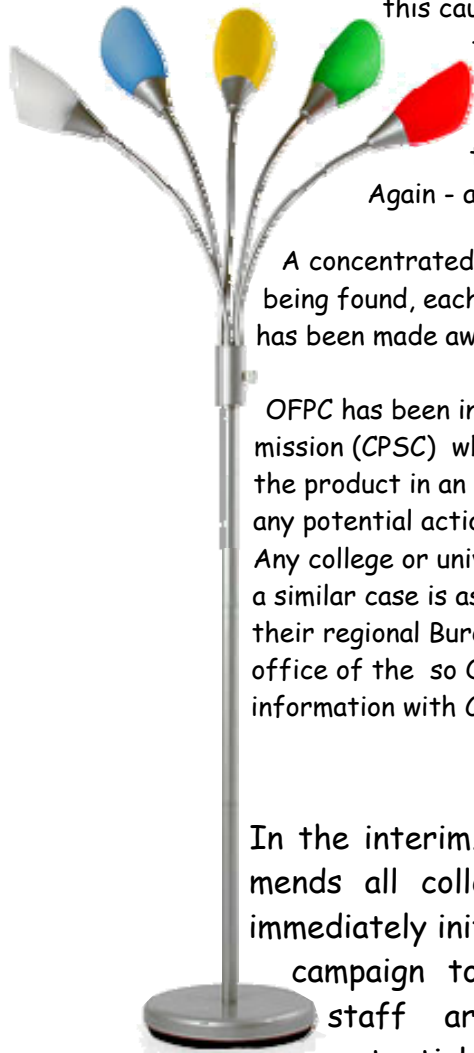 this cau
Again - a
A concentrated
being found, each
has been made aw
OFPC has been in
mission (CPSC) wh
the product in an
any potential actio
Any college or univ
a similar case is as
their regional Bure
office of the so O
information with O
In the interim,
mends all colle
immediately init
campaign to
staff an